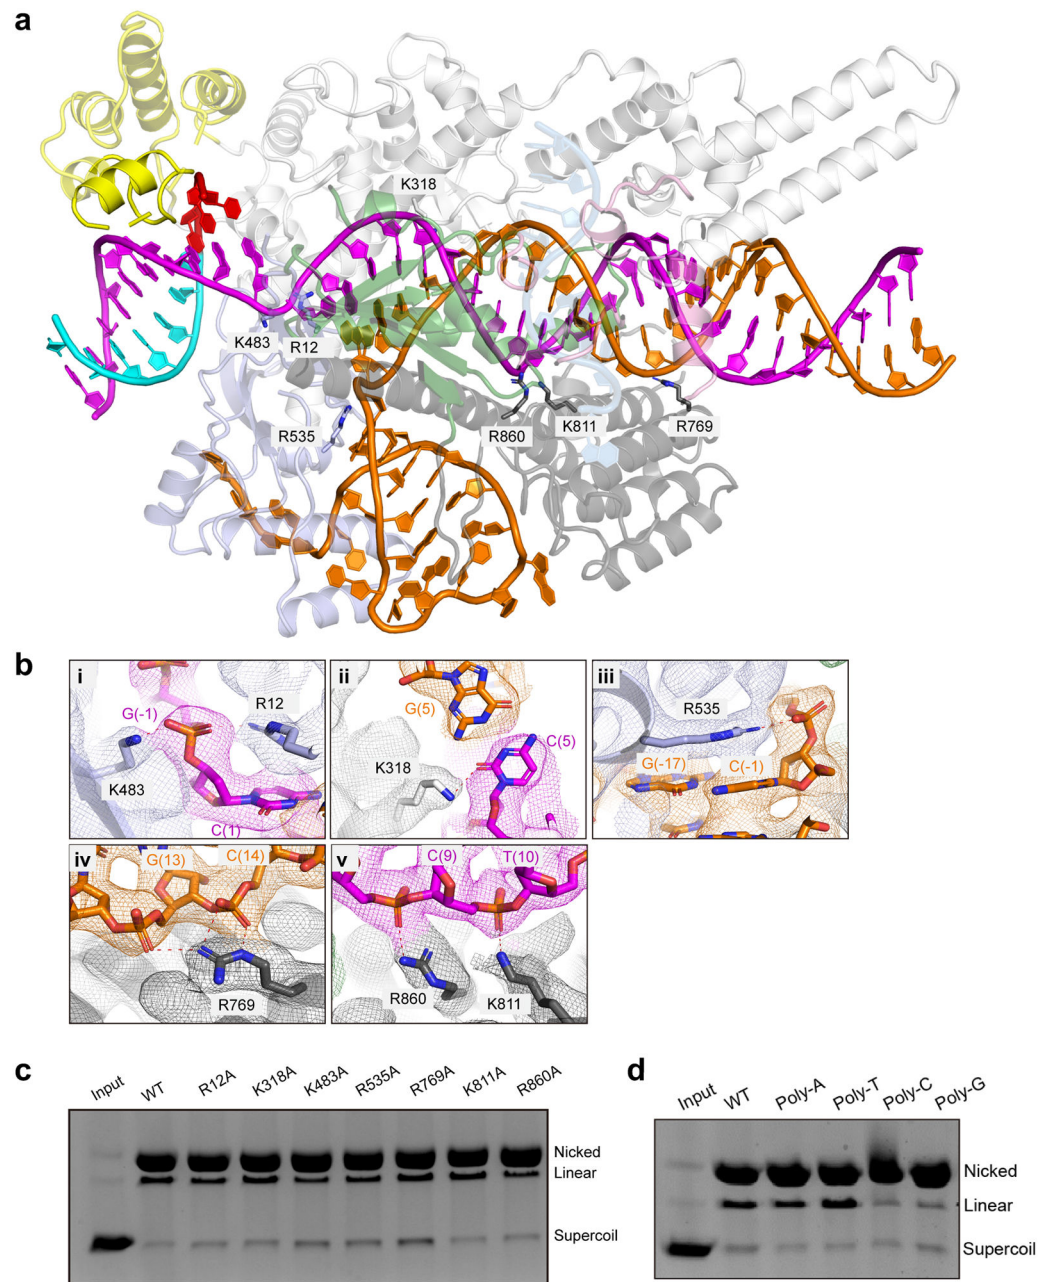 a
K318
K483
R12
R535
R860
K811
R769
b
i
G(-1)
R12
K483
C(1)
ii
G(5)
C(5)
K318
iii
R535
G(-17)
C(-1)
iv
G(13)
C(14)
R769
v
C(9)
T(10)
R860
K811
c
Input WT R12A K318A K483A R535A R769A K811A R860A
Nicked
Linear
Supercoil
d
Input WT Poly-A Poly-T Poly-C Poly-G
Nicked
Linear
Supercoil